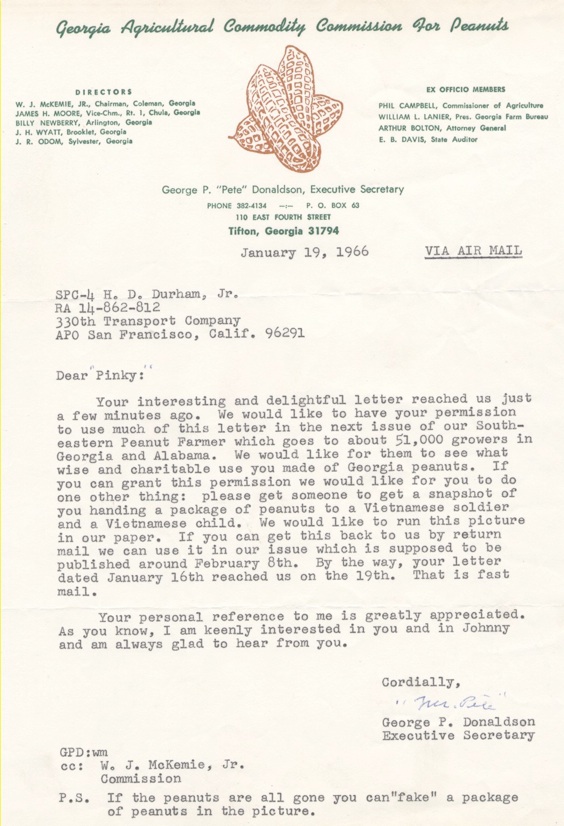 Georgia Agricultural Commodity Commission For Peanuts
DIRECTORS
W. J. McKEMIE, JR., Chairman, Coleman, Georgia
JAMES H. MOORE, Vice-Chm., Rt. 1, Chula, Georgia
BILLY NEWBERRY, Arlington, Georgia
J. H. WYATT, Brooklet, Georgia
J. R. ODOM, Sylvester, Georgia
EX OFFICIO MEMBERS
PHIL CAMPBELL, Commissioner of Agriculture
WILLIAM L. LANIER, Pres. Georgia Farm Bureau
ARTHUR BOLTON, Attorney General
E. B. DAVIS, State Auditor
George P. "Pete" Donaldson, Executive Secretary
PHONE 382-4134 —:— P. O. BOX 63
110 EAST FOURTH STREET
Tifton, Georgia 31794
January 19, 1966 VIA AIR MAIL
SPC-4 H. D. Durham, Jr.
RA 14-862-812
330th Transport Company
APO San Francisco, Calif. 96291
Dear "Pinky:"
Your interesting and delightful letter reached us just
a few minutes ago. We would like to have your permission
to use much of this letter in the next issue of our South-
eastern Peanut Farmer which goes to about 51,000 growers in
Georgia and Alabama. We would like for them to see what
wise and charitable use you made of Georgia peanuts. If
you can grant this permission we would like for you to do
one other thing: please get someone to get a snapshot of
you handing a package of peanuts to a Vietnamese soldier
and a Vietnamese child. We would like to run this picture
in our paper. If you can get this back to us by return
mail we can use it in our issue which is supposed to be
published around February 8th. By the way, your letter
dated January 16th reached us on the 19th. That is fast
mail.
Your personal reference to me is greatly appreciated.
As you know, I am keenly interested in you and in Johnny
and am always glad to hear from you.
Cordially,
"Mr. Pete"
George P. Donaldson
Executive Secretary
GPD:wm
cc: W. J. McKemie, Jr.
Commission
P.S. If the peanuts are all gone you can"fake" a package
of peanuts in the picture.